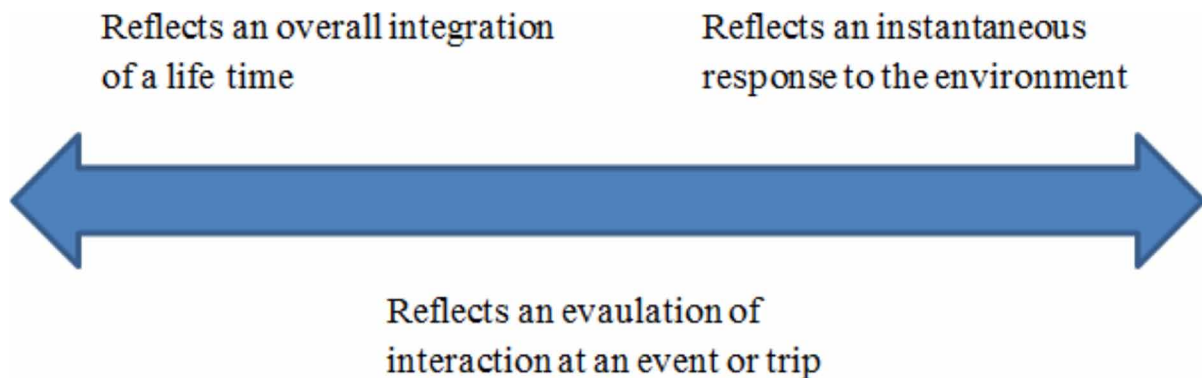 Reflects an overall integration
of a life time
Reflects an instantaneous
response to the environment
Reflects an evaulation of
interaction at an event or trip